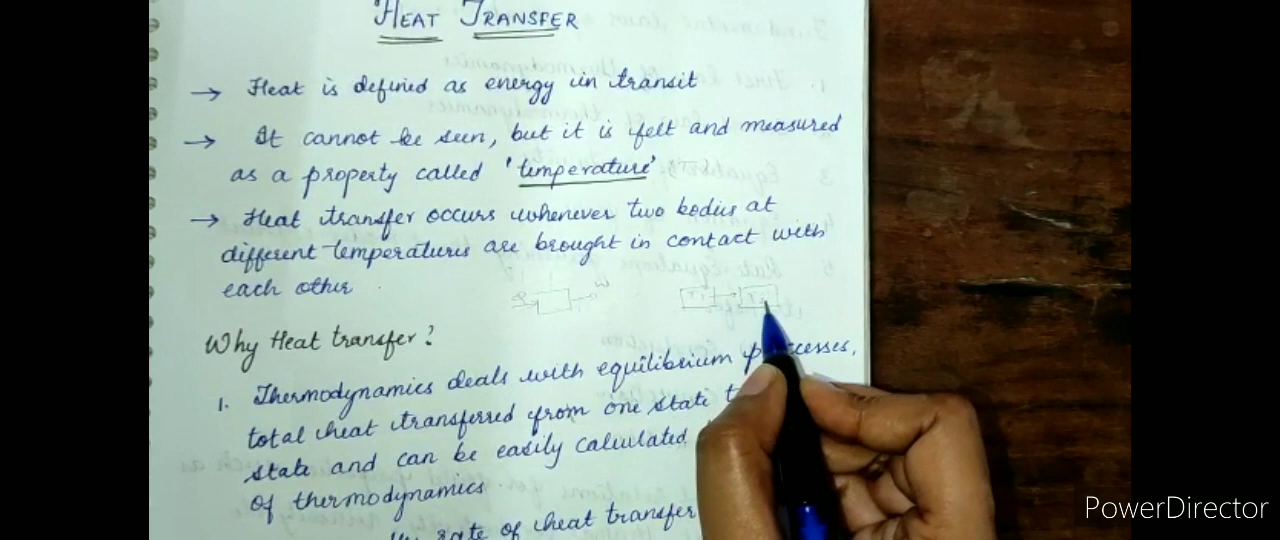 HEAT TRANSFER
→ Heat is defined as energy in transit
→ It cannot be seen, but it is felt and measured
as a property called 'temperature'
→ Heat transfer occurs whenever two bodies at
different temperatures are brought in contact with
each other
Q W T1
Why Heat transfer?
1. Thermodynamics deals with equilibrium processes,
total heat transferred from one state
state and can be easily calculated
of thermodynamics
rate of heat transfer
PowerDirector